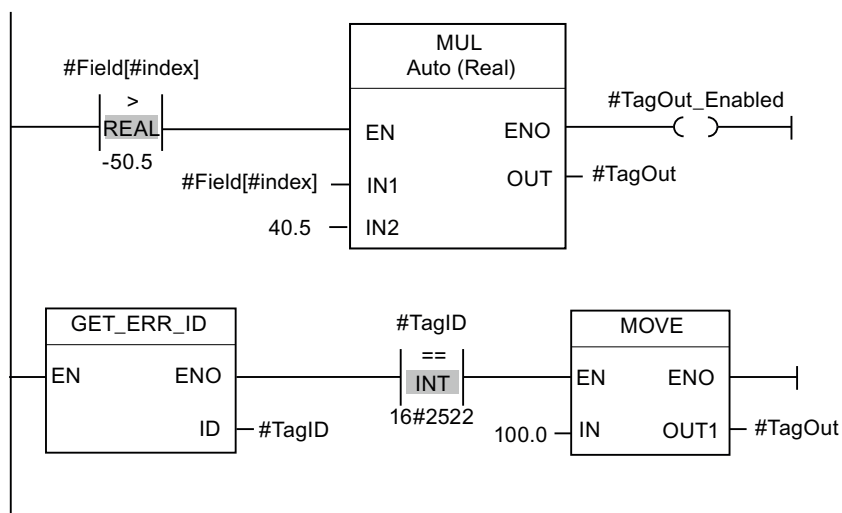 MUL
Auto (Real)
#Field[#index]
>
REAL
-50.5
EN
ENO
#TagOut_Enabled
#Field[#index]
IN1
OUT
#TagOut
40.5
IN2
GET_ERR_ID
#TagID
MOVE
==
INT
EN
ENO
16#2522
EN
ENO
ID
#TagID
100.0
IN
OUT1
#TagOut